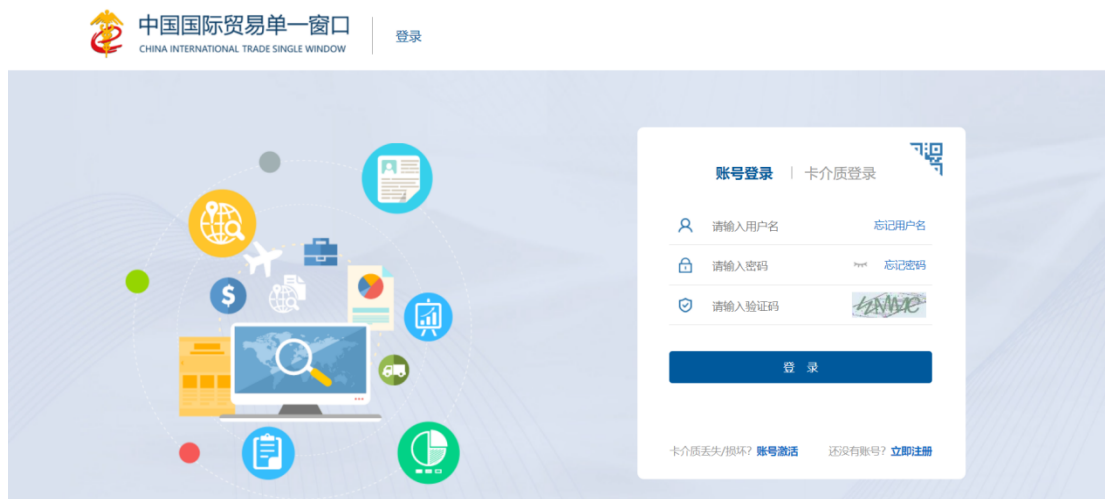 中国国际贸易单一窗口
CHINA INTERNATIONAL TRADE SINGLE WINDOW
登录
账号登录 | 卡介质登录
请输入用户名 忘记用户名
请输入密码 忘记密码
请输入验证码
登 录
卡介质丢失/损坏? 账号激活 还没有账号? 立即注册